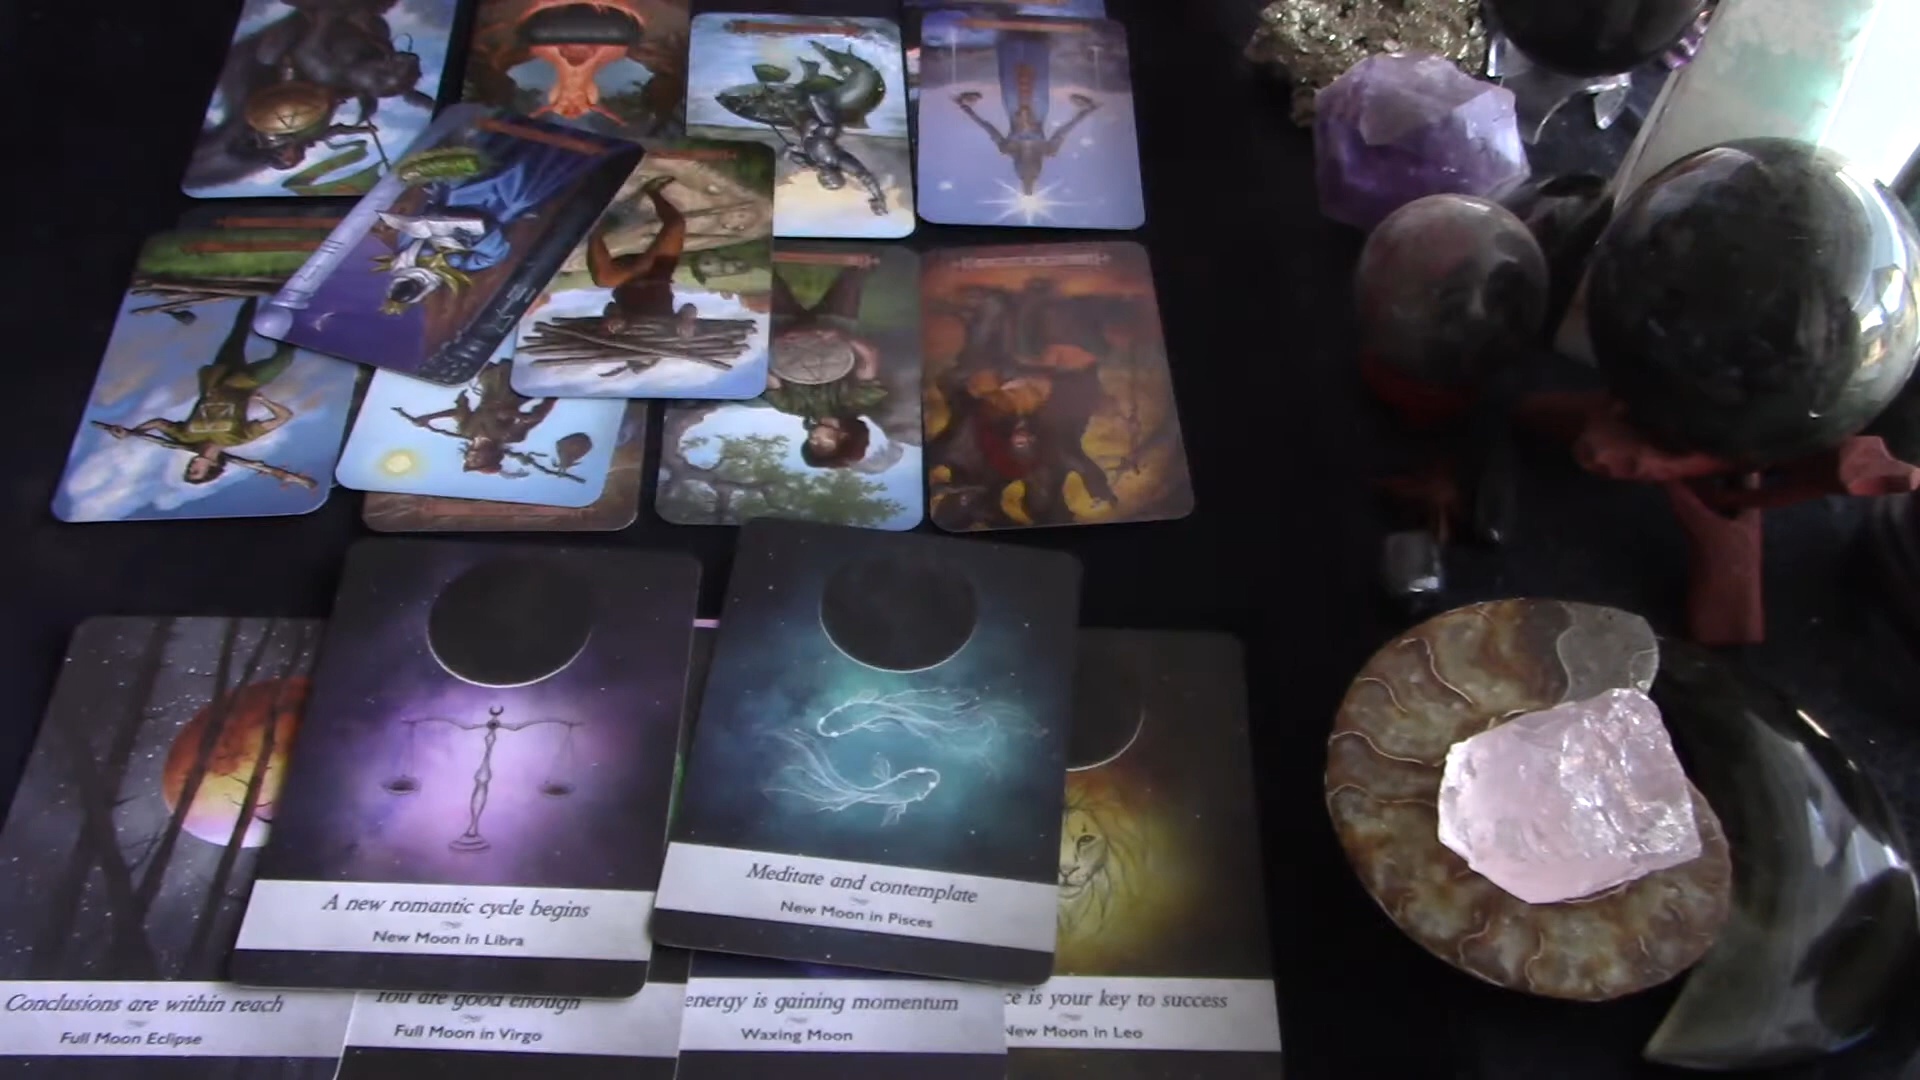 A new romantic cycle begins
New Moon in Libra
Meditate and contemplate
New Moon in Pisces
Conclusions are within reach
Full Moon Eclipse
You are good enough
Full Moon in Virgo
energy is gaining momentum
Waxing Moon
ce is your key to success
New Moon in Leo